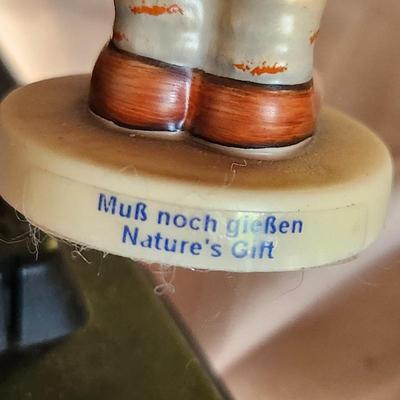 Muß noch gießen
Nature's Gift